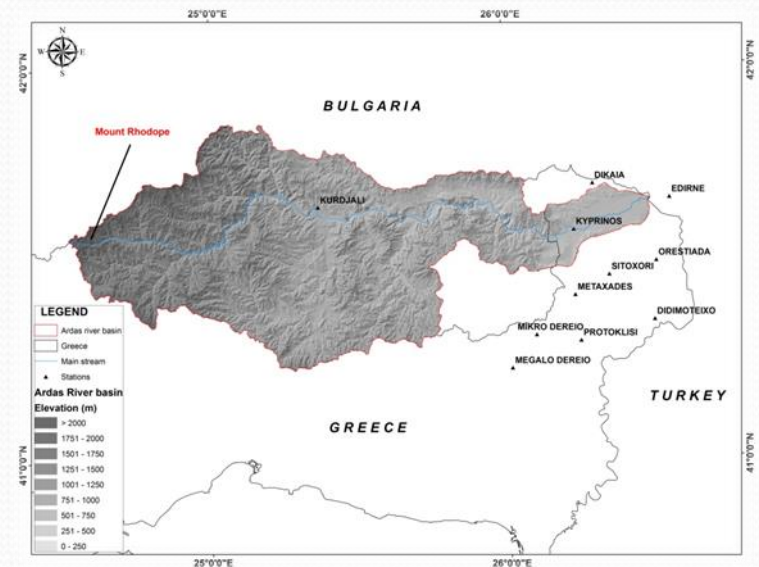 25°0'0"E
26°0'0"E
42°0'0"N
42°0'0"N
N
W E
S
BULGARIA
Mount Rhodope
DIKAIA
EDIRNE
KURDJALI
KYPRINOS
ORESTIADA
SITOXORI
METAXADES
DIDIMOTEIXO
MIKRO DEREIO
PROTOKLISI
MEGALO DEREIO
TURKEY
GREECE
LEGEND
Ardas river basin
Greece
Main stream
Stations
Ardas River basin
Elevation (m)
> 2000
1751 - 2000
1501 - 1750
1251 - 1500
1001 - 1250
751 - 1000
501 - 750
251 - 500
0 - 250
41°0'0"N
41°0'0"N
25°0'0"E
26°0'0"E